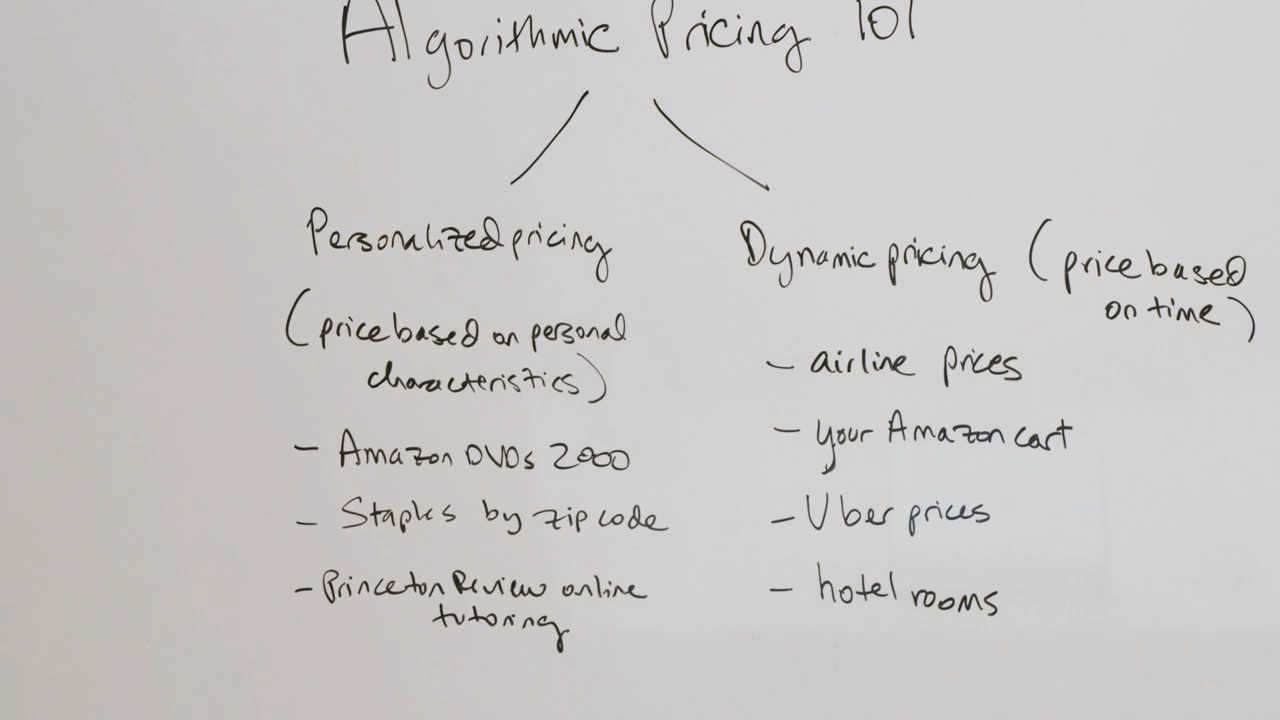 Algorithmic Pricing 101
Personalized pricing
(price based on personal
characteristics)
- Amazon DVDs 2000
- Staples by zip code
- Princeton Review online
tutoring
Dynamic pricing (price based
on time)
- airline prices
- your Amazon cart
- Uber prices
- hotel rooms